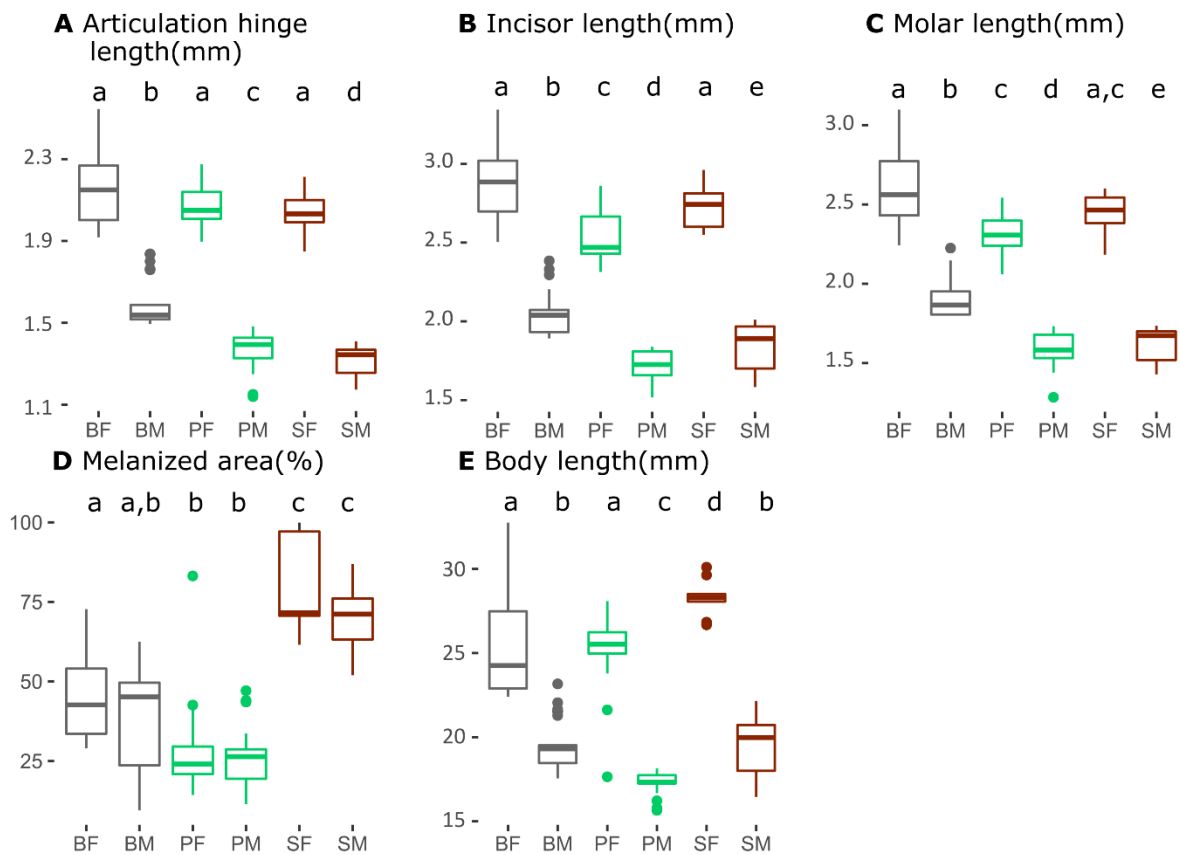 A Articulation hinge
length(mm)
a b a c a d
2.3
1.9
1.5
1.1
BF BM PF PM SF SM
B Incisor length(mm)
a b c d a e
3.0
2.5
2.0
1.5
BF BM PF PM SF SM
C Molar length(mm)
a b c d a,c e
3.0
2.5
2.0
1.5
BF BM PF PM SF SM
D Melanized area(%)
a a,b b b c c
100
75
50
25
BF BM PF PM SF SM
E Body length(mm)
a b a c d b
30
25
20
15
BF BM PF PM SF SM